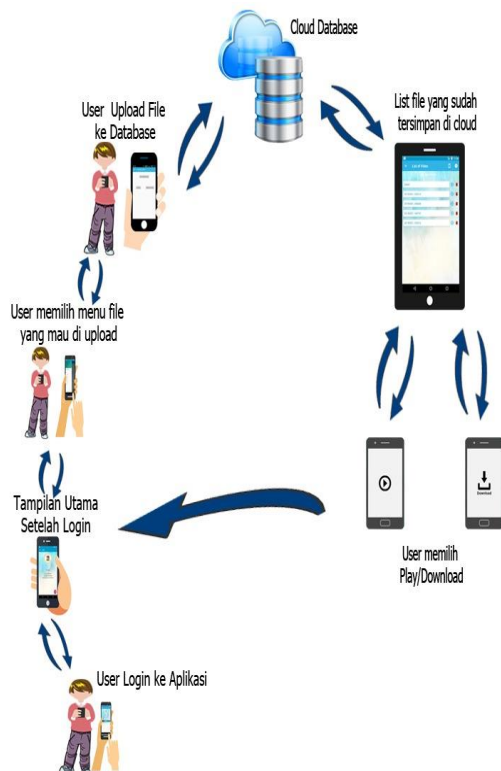 Cloud Database
User Upload File
ke Database
List file yang sudah
tersimpan di cloud
User memilih menu file
yang mau di upload
Tampilan Utama
Setelah Login
Download
User memilih
Play/Download
User Login ke Aplikasi